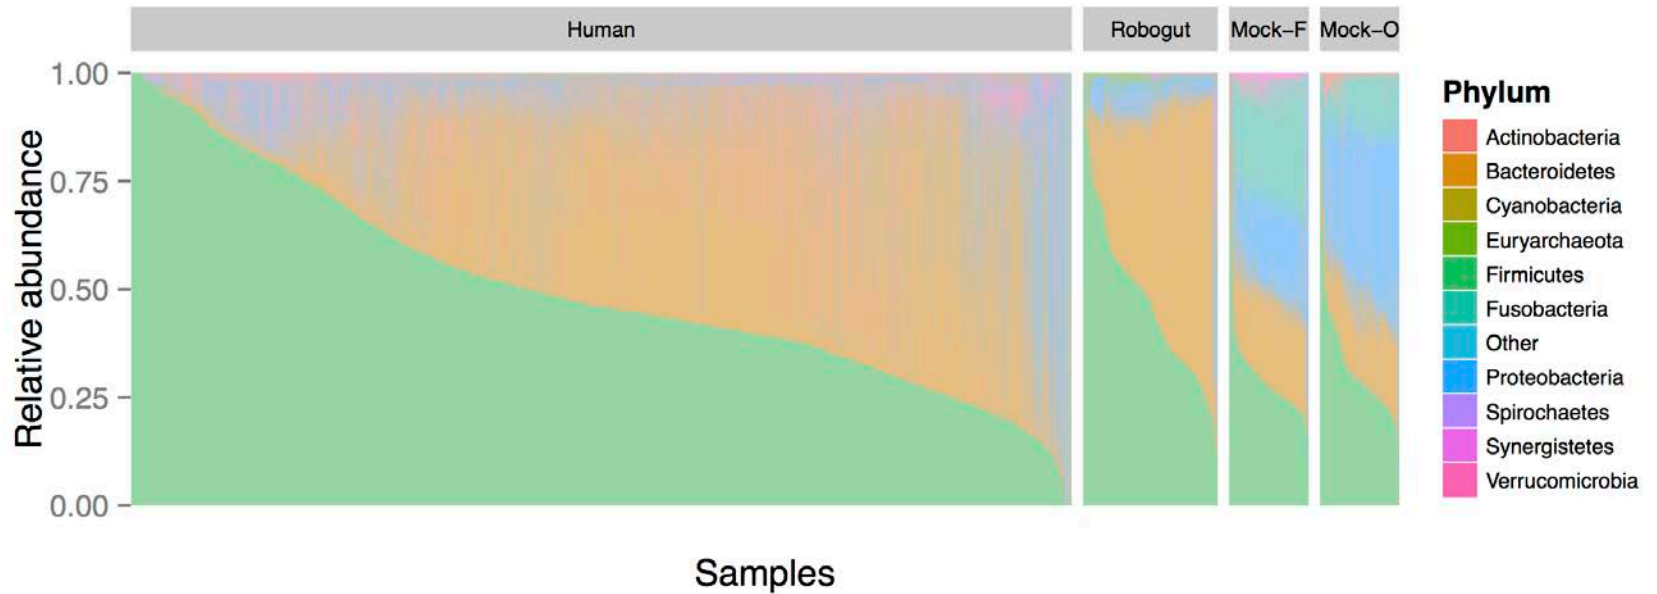 Human
Robogut
Mock–F
Mock–O
1.00
0.75
0.50
0.25
0.00
Relative abundance
Samples
Phylum
Actinobacteria
Bacteroidetes
Cyanobacteria
Euryarchaeota
Firmicutes
Fusobacteria
Other
Proteobacteria
Spirochaetes
Synergistetes
Verrucomicrobia